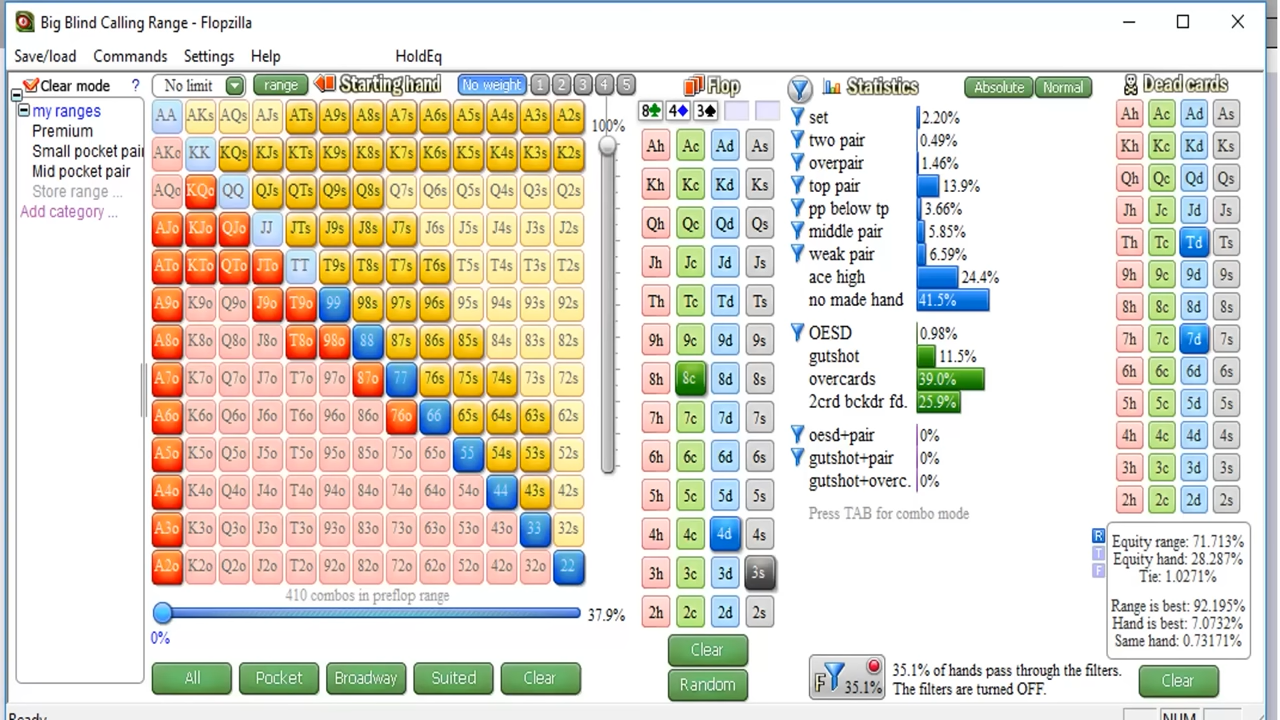 Big Blind Calling Range - Flopzilla
Save/load Commands Settings Help HoldEq
Clear mode ? No limit range Starting hand No weight 1 2 3 4 5 Flop Statistics Absolute Normal Dead cards
my ranges
Premium
Small pocket pair
Mid pocket pair
Store range ...
Add category ...
AA AKs AQs AJs ATs A9s A8s A7s A6s A5s A4s A3s A2s
AKo KK KQs KJs KTs K9s K8s K7s K6s K5s K4s K3s K2s
AQo KQo QQ QJs QTs Q9s Q8s Q7s Q6s Q5s Q4s Q3s Q2s
AJo KJo QJo JJ JTs J9s J8s J7s J6s J5s J4s J3s J2s
ATo KTo QTo JTo TT T9s T8s T7s T6s T5s T4s T3s T2s
A9o K9o Q9o J9o T9o 99 98s 97s 96s 95s 94s 93s 92s
A8o K8o Q8o J8o T8o 98o 88 87s 86s 85s 84s 83s 82s
A7o K7o Q7o J7o T7o 97o 87o 77 76s 75s 74s 73s 72s
A6o K6o Q6o J6o T6o 96o 86o 76o 66 65s 64s 63s 62s
A5o K5o Q5o J5o T5o 95o 85o 75o 65o 55 54s 53s 52s
A4o K4o Q4o J4o T4o 94o 84o 74o 64o 54o 44 43s 42s
A3o K3o Q3o J3o T3o 93o 83o 73o 63o 53o 43o 33 32s
A2o K2o Q2o J2o T2o 92o 82o 72o 62o 52o 42o 32o 22
410 combos in preflop range
37.9%
0%
All Pocket Broadway Suited Clear
100%
8♣ 4♦ 3♠
Ah Ac Ad As
Kh Kc Kd Ks
Qh Qc Qd Qs
Jh Jc Jd Js
Th Tc Td Ts
9h 9c 9d 9s
8h 8c 8d 8s
7h 7c 7d 7s
6h 6c 6d 6s
5h 5c 5d 5s
4h 4c 4d 4s
3h 3c 3d 3s
2h 2c 2d 2s
Clear
Random
set 2.20%
two pair 0.49%
overpair 1.46%
top pair 13.9%
pp below tp 3.66%
middle pair 5.85%
weak pair 6.59%
ace high 24.4%
no made hand 41.5%
OESD 0.98%
gutshot 11.5%
overcards 39.0%
2crd bckdr fd. 25.9%
oesd+pair 0%
gutshot+pair 0%
gutshot+overc. 0%
Press TAB for combo mode
F 35.1%
35.1% of hands pass through the filters.
The filters are turned OFF.
Ah Ac Ad As
Kh Kc Kd Ks
Qh Qc Qd Qs
Jh Jc Jd Js
Th Tc Td Ts
9h 9c 9d 9s
8h 8c 8d 8s
7h 7c 7d 7s
6h 6c 6d 6s
5h 5c 5d 5s
4h 4c 4d 4s
3h 3c 3d 3s
2h 2c 2d 2s
R
T
F
Equity range: 71.713%
Equity hand: 28.287%
Tie: 1.0271%
Range is best: 92.195%
Hand is best: 7.0732%
Same hand: 0.73171%
Clear
Ready NUM